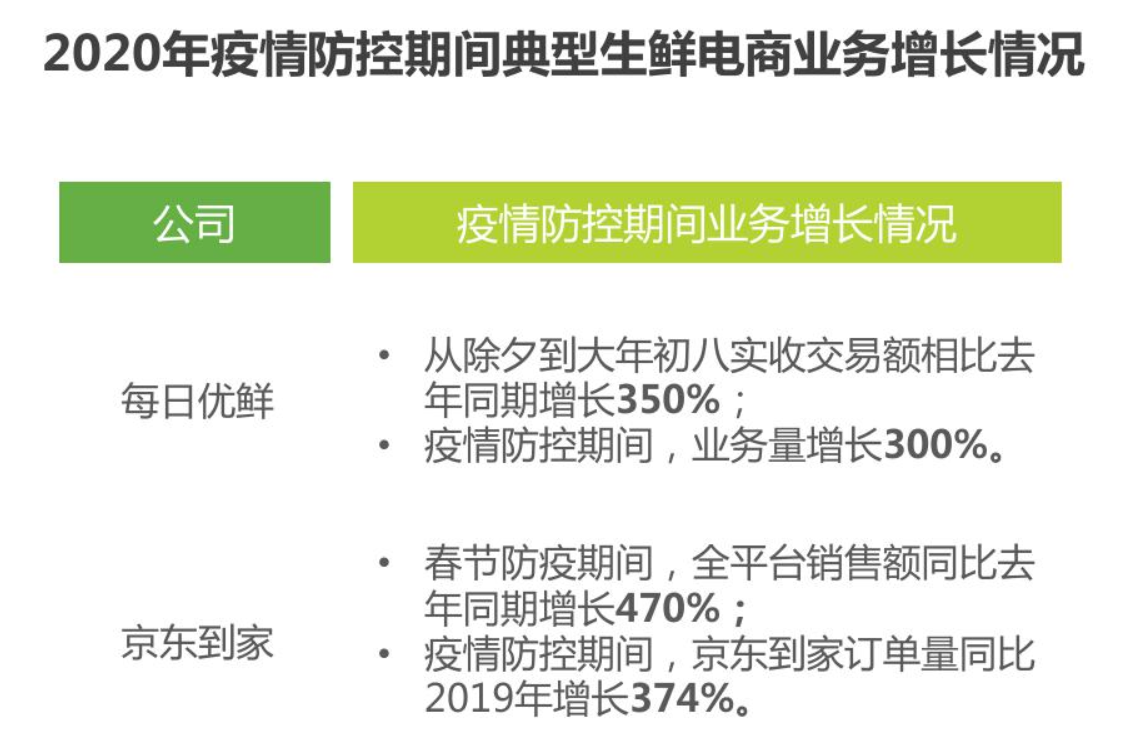 2020年疫情防控期间典型生鲜电商业务增长情况
公司
疫情防控期间业务增长情况
每日优鲜
• 从除夕到大年初八实收交易额相比去
年同期增长350%；
• 疫情防控期间，业务量增长300%。
京东到家
• 春节防疫期间，全平台销售额同比去
年同期增长470%；
• 疫情防控期间，京东到家订单量同比
2019年增长374%。